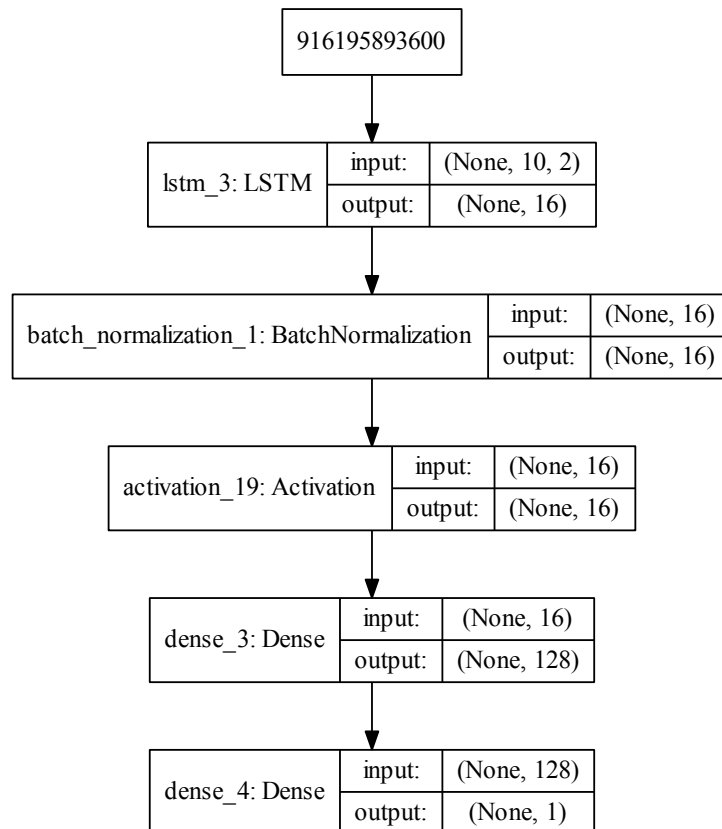 916195893600
lstm_3: LSTM
input:
(None, 10, 2)
output:
(None, 16)
batch_normalization_1: BatchNormalization
input:
(None, 16)
output:
(None, 16)
activation_19: Activation
input:
(None, 16)
output:
(None, 16)
dense_3: Dense
input:
(None, 16)
output:
(None, 128)
dense_4: Dense
input:
(None, 128)
output:
(None, 1)